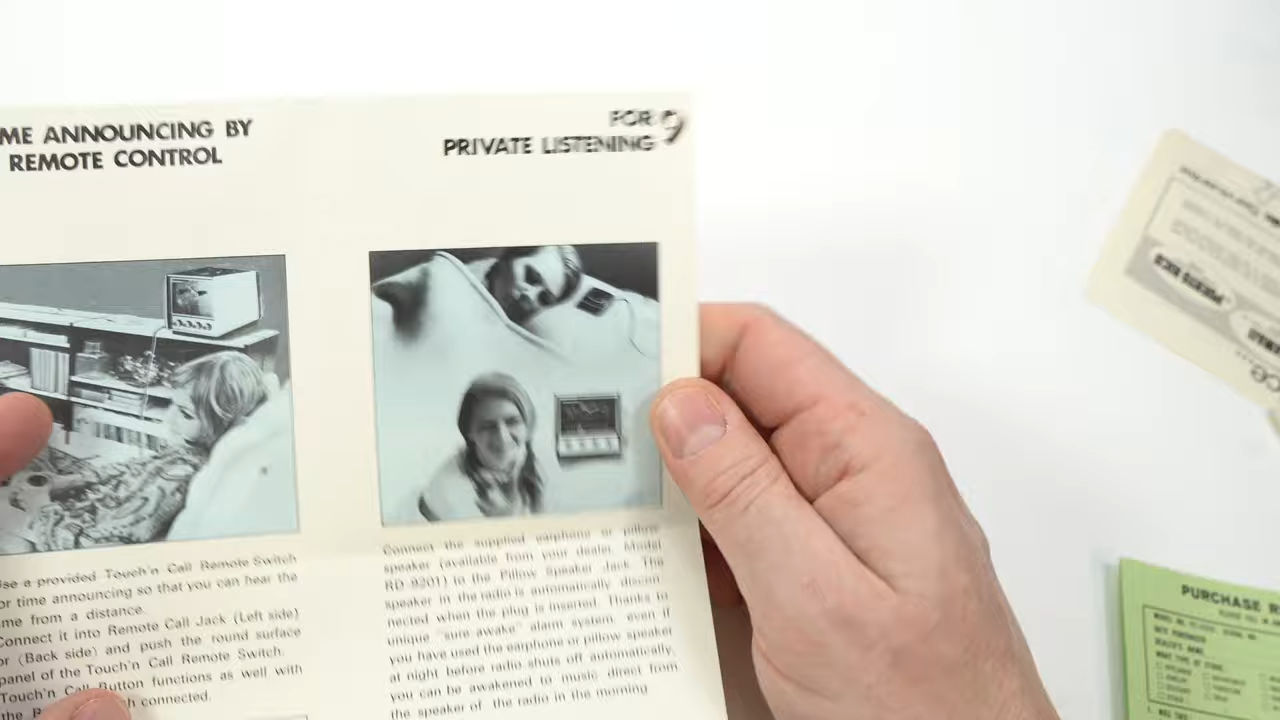 ME ANNOUNCING BY
REMOTE CONTROL
FOR 9
PRIVATE LISTENING
se a provided Touch'n Call Remote Switch
or time announcing so that you can hear the
me from a distance.
Connect it into Remote Call Jack (Left side)
or (Back side) and push the round surface
panel of the Touch'n Call Remote Switch.
Touch'n Call Button functions as well with
the h connected.
Connect the supplied earphone or pillow
speaker (available from your dealer. Model
RD 9201) to the Pillow Speaker Jack. The
speaker in the radio is automatically discon-
nected when the plug is inserted. Thanks to
unique "sure awake" alarm system, even if
you have used the earphone or pillow speaker
at night before radio shuts off automatically,
you can be awakened to music direct from
the speaker of the radio in the morning
PUERTO RICO
PURCHASE R